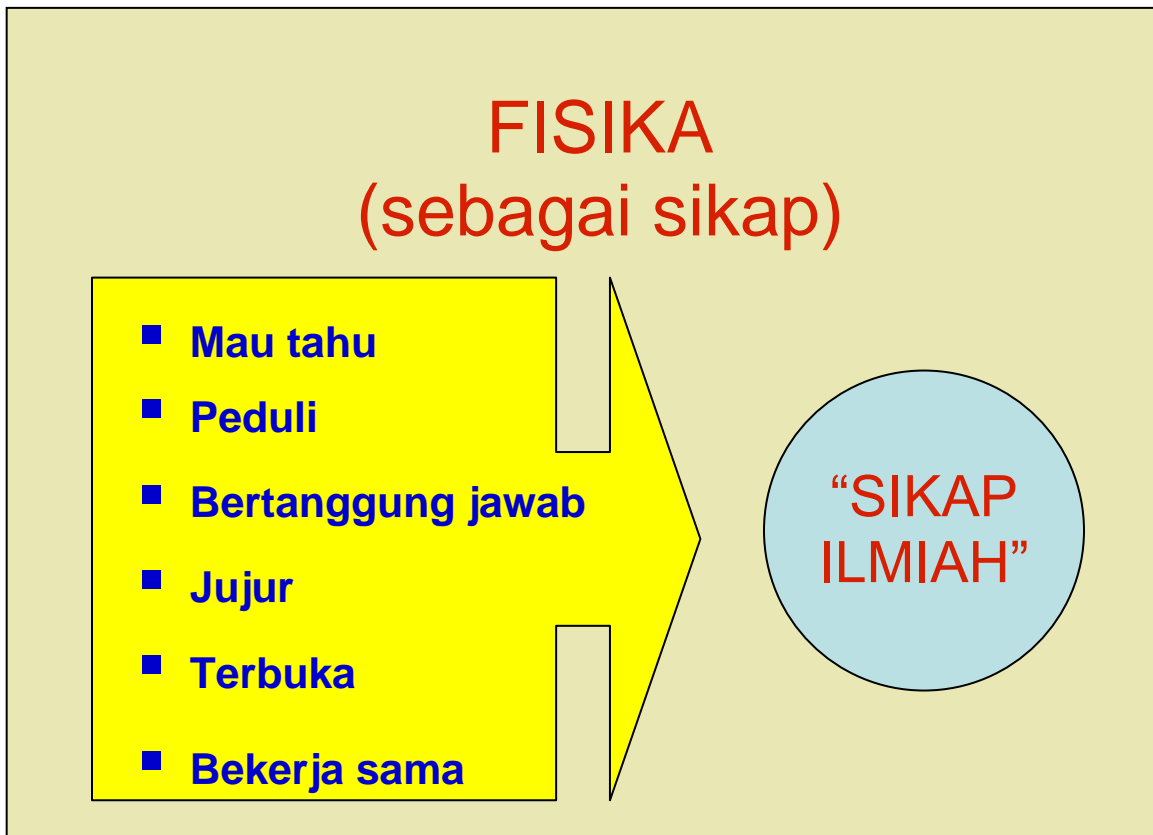 FISIKA
(sebagai sikap)
Mau tahu
Peduli
Bertanggung jawab
Jujur
Terbuka
Bekerja sama
“SIKAP
ILMIAH”